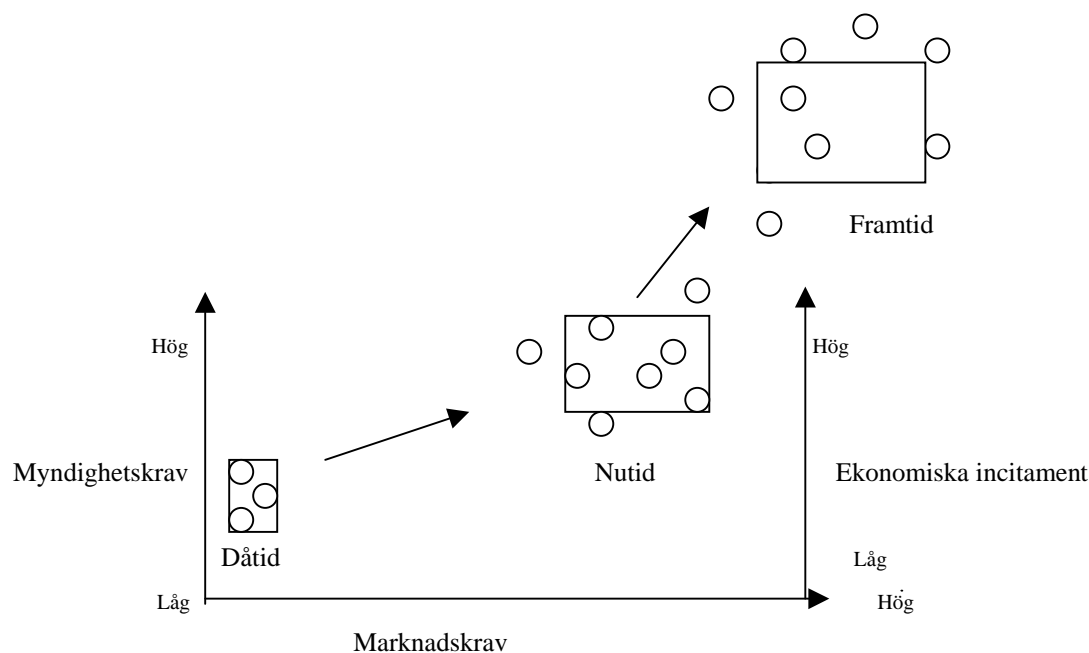 Framtid
Hög
Hög
Myndighetskrav
Nutid
Ekonomiska incitament
Dåtid
Låg
Låg
Hög
Marknadskrav